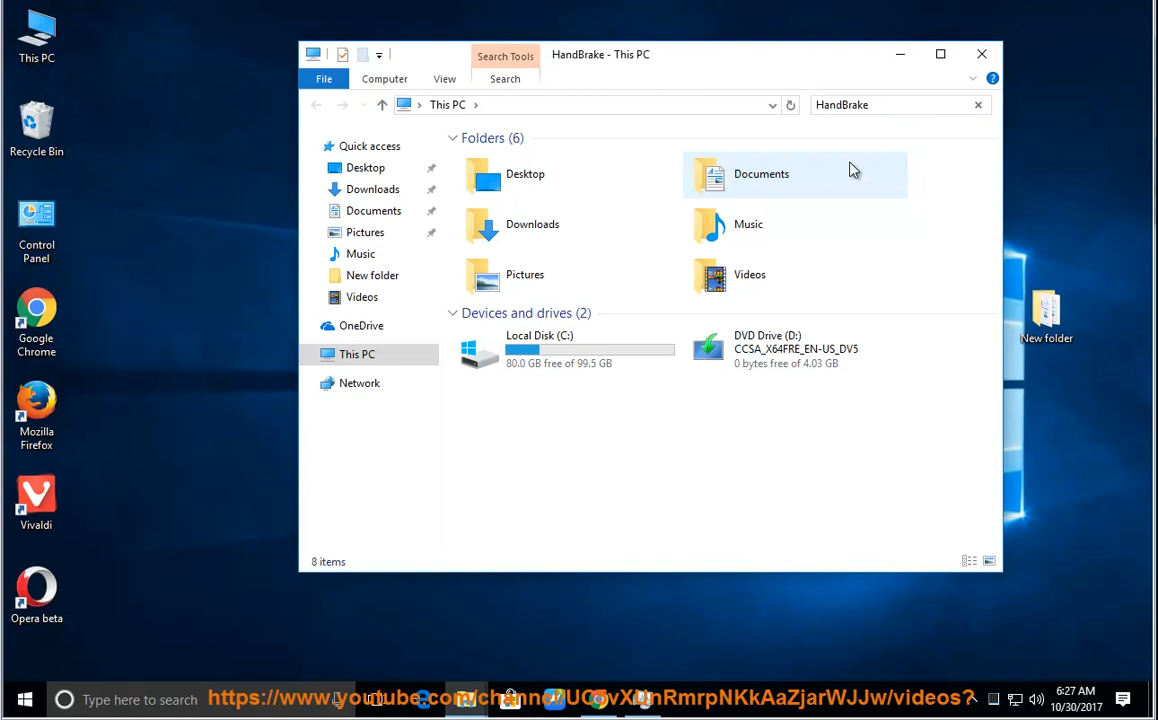 This PC
Recycle Bin
Control
Panel
Google
Chrome
Mozilla
Firefox
Vivaldi
Opera beta
Search Tools
HandBrake - This PC
File
Computer
View
Search
This PC
HandBrake
Quick access
Desktop
Downloads
Documents
Pictures
Music
New folder
Videos
OneDrive
This PC
Network
Folders (6)
Desktop
Documents
Downloads
Music
Pictures
Videos
Devices and drives (2)
Local Disk (C:)
80.0 GB free of 99.5 GB
DVD Drive (D:)
CCSA_X64FRE_EN-US_DV5
0 bytes free of 4.03 GB
8 items
New folder
Type here to search
6:27 AM
10/30/2017